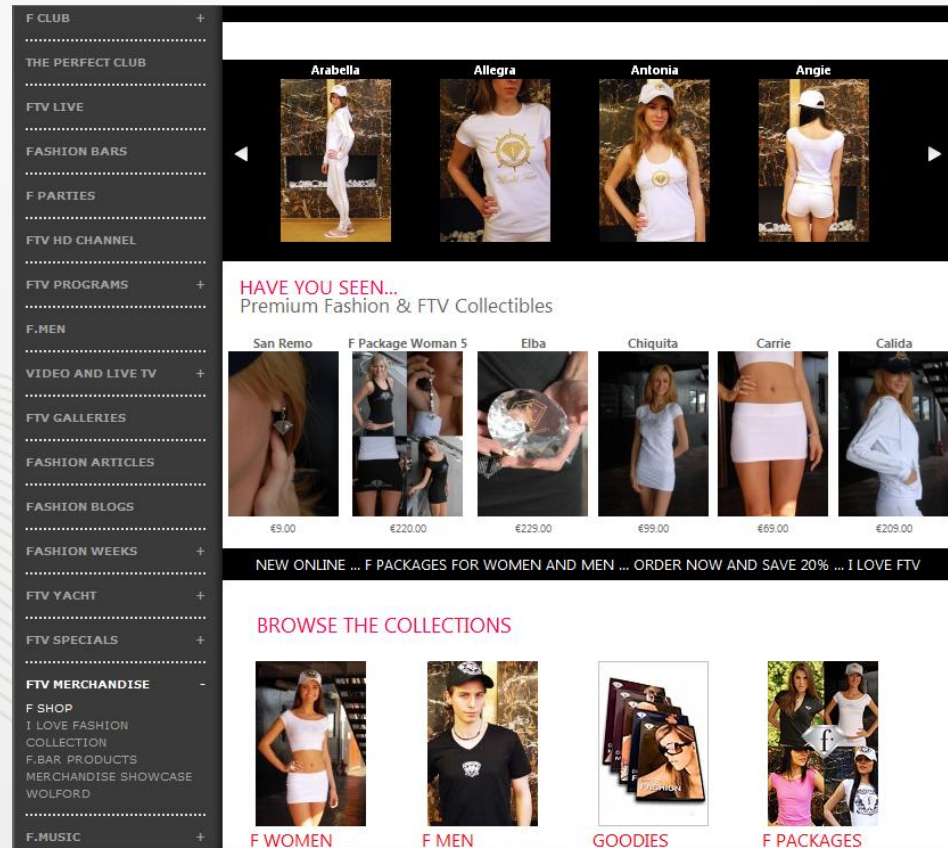 F CLUB +
THE PERFECT CLUB
FTV LIVE
FASHION BARS
F PARTIES
FTV HD CHANNEL
FTV PROGRAMS +
F.MEN
VIDEO AND LIVE TV +
FTV GALLERIES
FASHION ARTICLES
FASHION BLOGS
FASHION WEEKS +
FTV YACHT +
FTV SPECIALS +
FTV MERCHANDISE -
F SHOP
I LOVE FASHION
COLLECTION
F.BAR PRODUCTS
MERCHANDISE SHOWCASE
WOLFORD
F.MUSIC +
Arabella Allegra Antonia Angie
World Tour
HAVE YOU SEEN...
Premium Fashion & FTV Collectibles
San Remo F Package Woman 5 Elba Chiquita Carrie Calida
€9.00 €220.00 €229.00 €99.00 €69.00 €209.00
NEW ONLINE ... F PACKAGES FOR WOMEN AND MEN ... ORDER NOW AND SAVE 20% ... I LOVE FTV
BROWSE THE COLLECTIONS
FASHION
f
F WOMEN F MEN GOODIES F PACKAGES